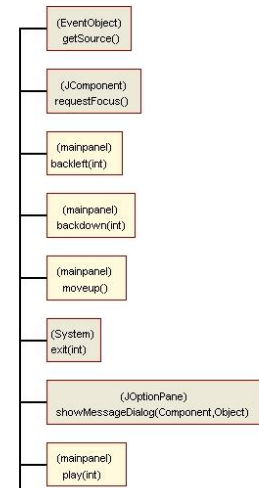 (EventObject)
getSource()
(JComponent)
requestFocus()
(mainpanel)
backleft(int)
(mainpanel)
backdown(int)
(mainpanel)
moveup()
(System)
exit(int)
(JOptionPane)
showMessageDialog(Component,Object)
(mainpanel)
play(int)